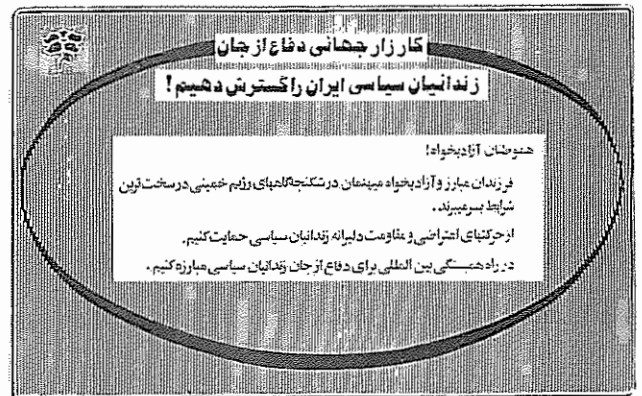 کارزار جهانی دفاع از جان
زندانیان سیاسی ایران را گسترش دهیم!
هموطنان آزادیخواه!
فرزندان مبارز و آزادیخواه میهنمان در شکنجه‌گاههای رژیم خمینی در سخت‌ترین
شرایط بسر میبرند.
از حرکتهای اعتراضی و مقاومت دلیرانه زندانیان سیاسی حمایت کنیم.
در راه همبستگی بین المللی برای دفاع از جان زندانیان سیاسی مبارزه کنیم.